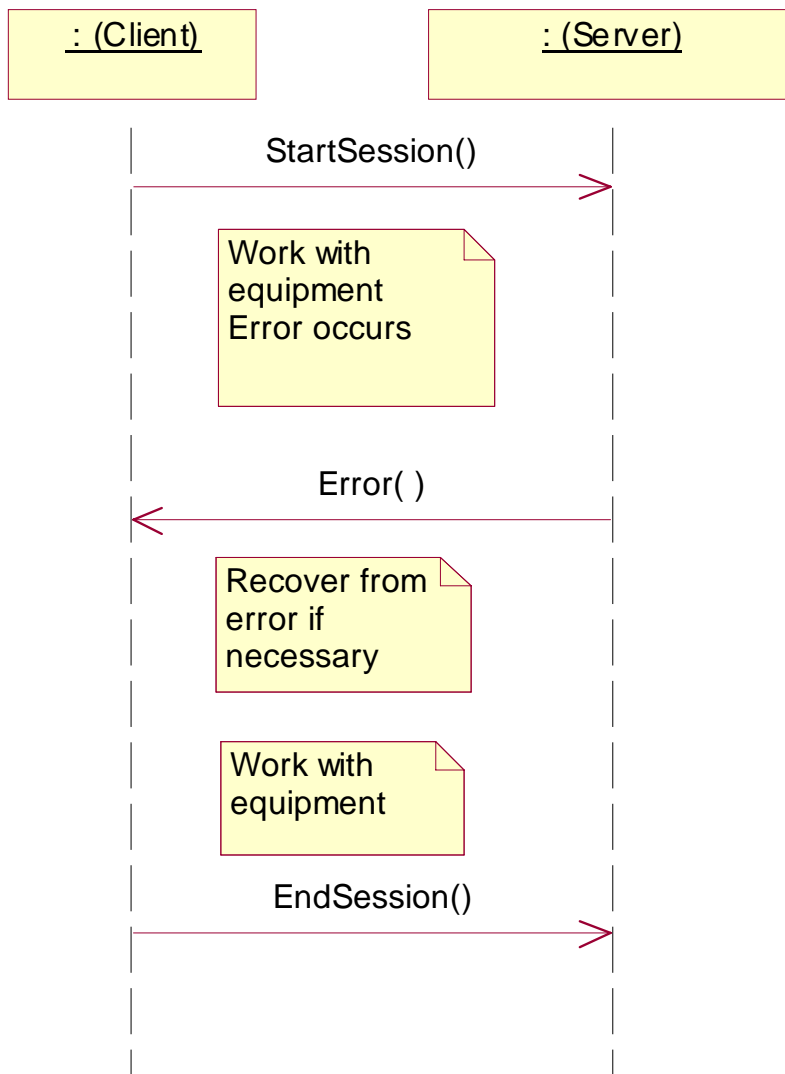 : (Client)
: (Server)
StartSession()
Work with
equipment
Error occurs
Error( )
Recover from
error if
necessary
Work with
equipment
EndSession()